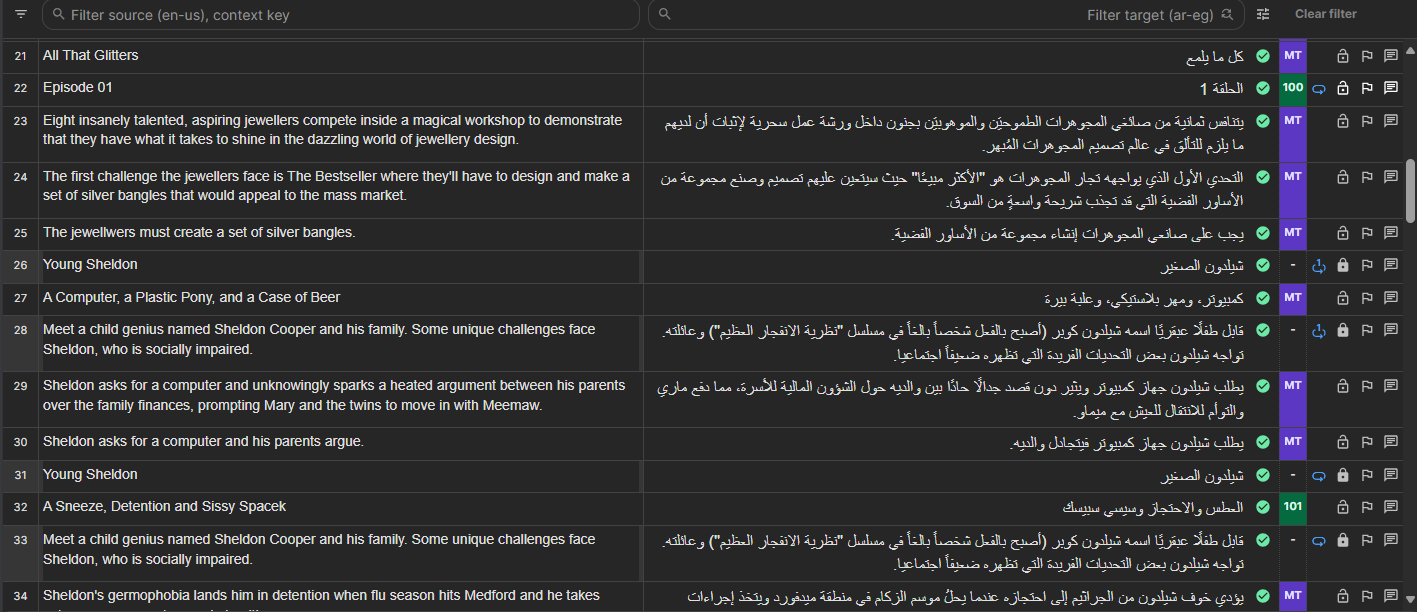 Filter source (en-us), context key
Filter target (ar-eg)
Clear filter
21
All That Glitters
كل ما يلمع
MT
22
Episode 01
الحلقة 1
100
23
Eight insanely talented, aspiring jewellers compete inside a magical workshop to demonstrate
that they have what it takes to shine in the dazzling world of jewellery design.
يتنافس ثمانية من صائغي المجوهرات الطموحين والموهوبين بجنون داخل ورشة عمل سحرية لإثبات أن لديهم
ما يلزم للتألق في عالم تصميم المجوهرات المُبهر.
MT
24
The first challenge the jewellers face is The Bestseller where they'll have to design and make a
set of silver bangles that would appeal to the mass market.
التحدي الأول الذي يواجهه تجار المجوهرات هو "الأكثر مبيعًا" حيث سيتعين عليهم تصميم وصنع مجموعة من
الأساور الفضية التي قد تجذب شريحة واسعةٍ من السوق.
MT
25
The jewellwers must create a set of silver bangles.
يجب على صانعي المجوهرات إنشاء مجموعة من الأساور الفضية.
MT
26
Young Sheldon
شيلدون الصغير
-
27
A Computer, a Plastic Pony, and a Case of Beer
كمبيوتر، ومهر بلاستيكي، وعلبة بيرة
MT
28
Meet a child genius named Sheldon Cooper and his family. Some unique challenges face
Sheldon, who is socially impaired.
قابل طفلًا عبقريًا اسمه شيلدون كوبر (أصبح بالفعل شخصاً بالغاً في مسلسل "نظرية الانفجار العظيم") وعائلته.
تواجه شيلدون بعض التحديات الفريدة التي تظهره ضعيفاً اجتماعيا.
-
29
Sheldon asks for a computer and unknowingly sparks a heated argument between his parents
over the family finances, prompting Mary and the twins to move in with Meemaw.
يطلب شيلدون جهاز كمبيوتر ويثير دون قصد جدالًا حادًا بين والديه حول الشؤون المالية للأسرة، مما دفع ماري
والتوأم للانتقال للعيش مع ميماو.
MT
30
Sheldon asks for a computer and his parents argue.
يطلب شيلدون جهاز كمبيوتر فيتجادل والديه.
MT
31
Young Sheldon
شيلدون الصغير
-
32
A Sneeze, Detention and Sissy Spacek
العطس والاحتجاز وسيسي سبيسك
101
33
Meet a child genius named Sheldon Cooper and his family. Some unique challenges face
Sheldon, who is socially impaired.
قابل طفلًا عبقريًا اسمه شيلدون كوبر (أصبح بالفعل شخصاً بالغاً في مسلسل "نظرية الانفجار العظيم") وعائلته.
تواجه شيلدون بعض التحديات الفريدة التي تظهره ضعيفاً اجتماعيا.
-
34
Sheldon's germophobia lands him in detention when flu season hits Medford and he takes
يؤدي خوف شيلدون من الجراثيم إلى احتجازه عندما يحلُ موسم الزكام في منطقة ميدفورد ويتخذ إجراءات
MT